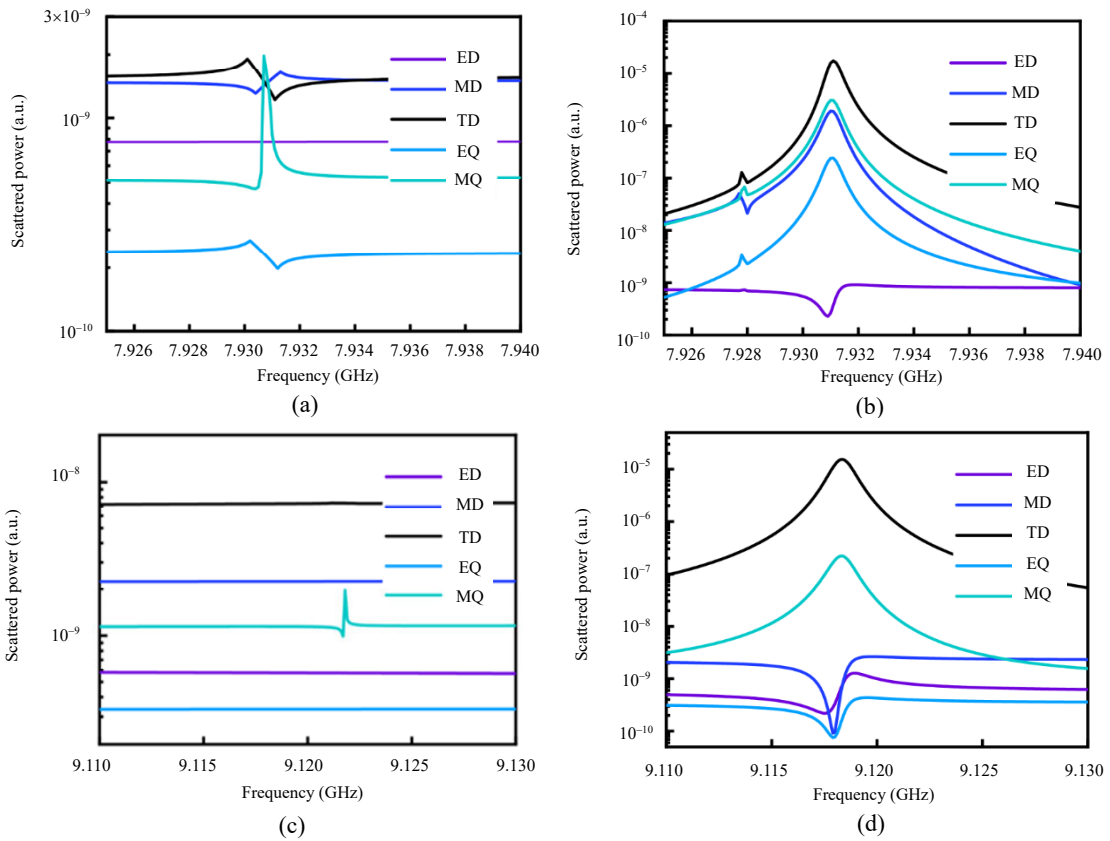 3×10⁻⁹
10⁻⁹
10⁻¹⁰
Scattered power (a.u.)
ED
MD
TD
EQ
MQ
7.926 7.928 7.930 7.932 7.934 7.936 7.938 7.940
Frequency (GHz)
(a)
10⁻⁴
10⁻⁵
10⁻⁶
10⁻⁷
10⁻⁸
10⁻⁹
10⁻¹⁰
Scattered power (a.u.)
ED
MD
TD
EQ
MQ
7.926 7.928 7.930 7.932 7.934 7.936 7.938 7.940
Frequency (GHz)
(b)
10⁻⁸
10⁻⁹
Scattered power (a.u.)
ED
MD
TD
EQ
MQ
9.110 9.115 9.120 9.125 9.130
Frequency (GHz)
(c)
10⁻⁵
10⁻⁶
10⁻⁷
10⁻⁸
10⁻⁹
10⁻¹⁰
Scattered power (a.u.)
ED
MD
TD
EQ
MQ
9.110 9.115 9.120 9.125 9.130
Frequency (GHz)
(d)